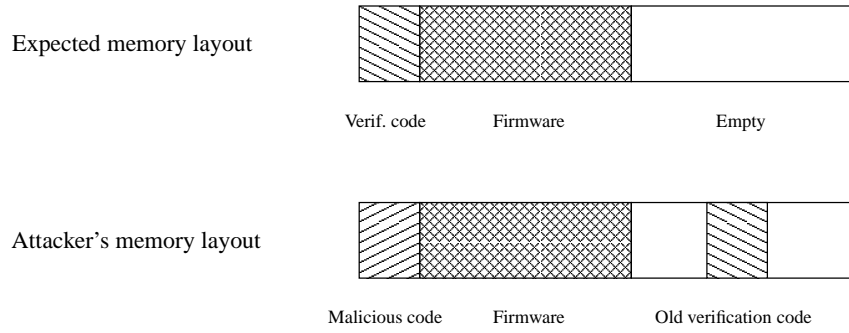 Expected memory layout
Verif. code Firmware Empty
Attacker's memory layout
Malicious code Firmware Old verification code